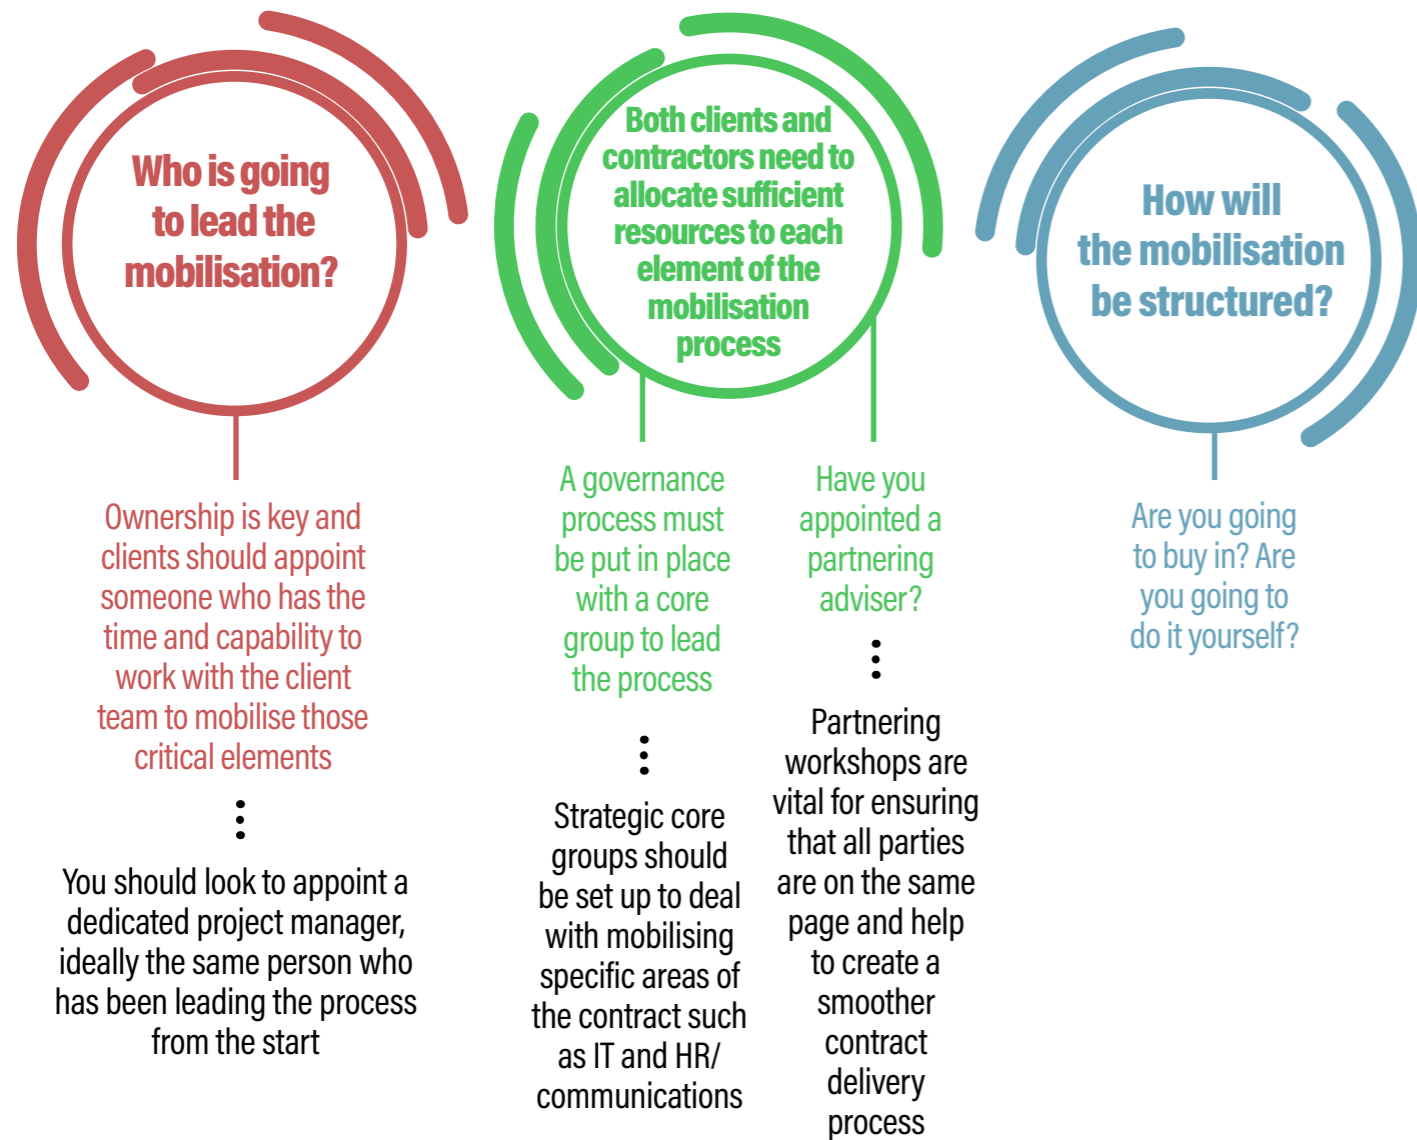 Who is going
to lead the
mobilisation?
Ownership is key and
clients should appoint
someone who has the
time and capability to
work with the client
team to mobilise those
critical elements
You should look to appoint a
dedicated project manager,
ideally the same person who
has been leading the process
from the start
Both clients and
contractors need to
allocate sufficient
resources to each
element of the
mobilisation
process
A governance
process must
be put in place
with a core
group to lead
the process
Strategic core
groups should
be set up to deal
with mobilising
specific areas of
the contract such
as IT and HR/
communications
Have you
appointed a
partnering
adviser?
Partnering
workshops are
vital for ensuring
that all parties
are on the same
page and help
to create a
smoother
contract
delivery
process
How will
the mobilisation
be structured?
Are you going
to buy in? Are
you going to
do it yourself?